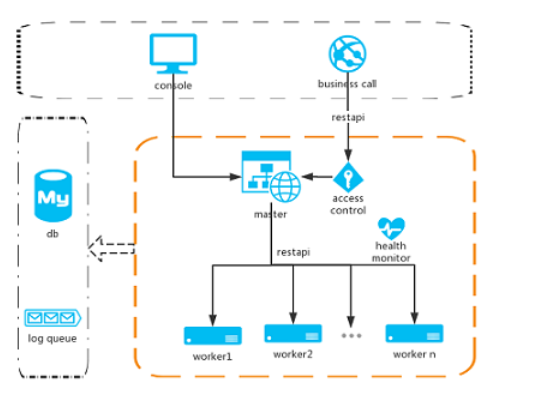 console
business call
restapi
My
db
master
access
control
health
monitor
restapi
log queue
worker1
worker2
worker n